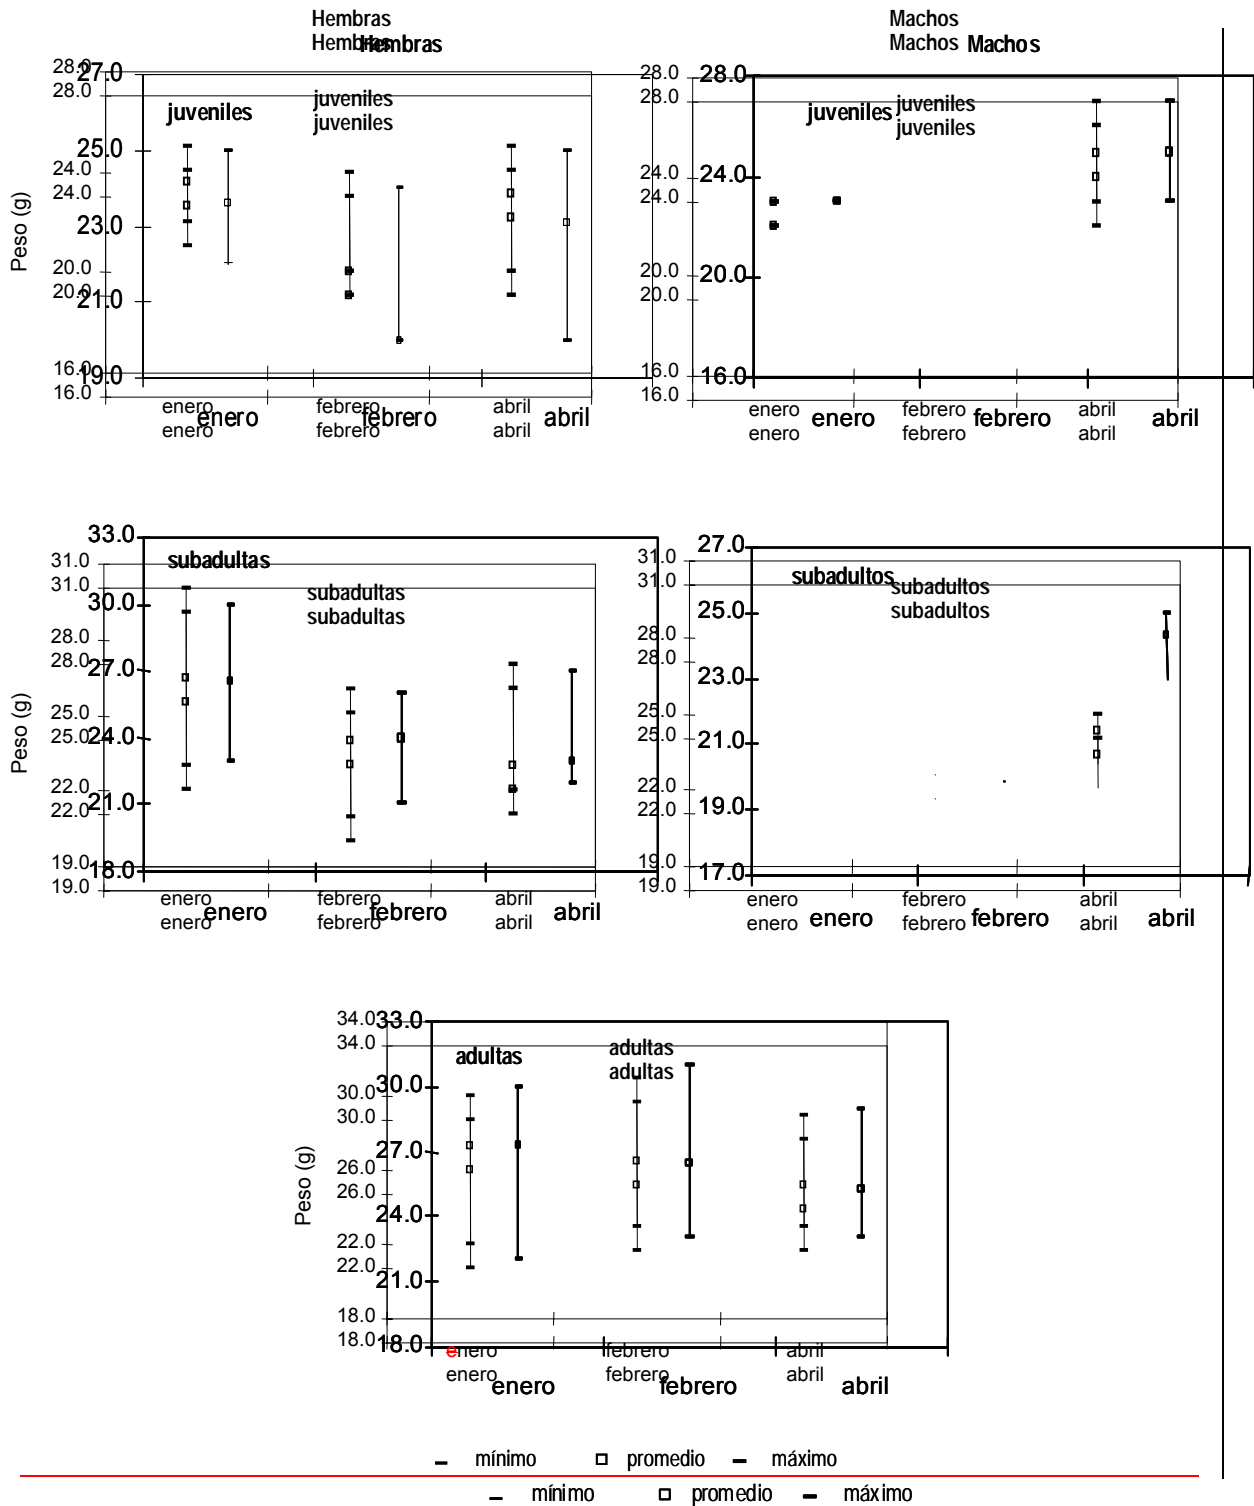 Hembras
Hembras Hembras
Machos
Machos Machos
28.0 27.0
28.0
juveniles juveniles
juveniles
25.0
24.0
24.0
23.0
20.0
20.0 21.0
16.0 19.0
16.0
Peso (g)
enero febrero abril
enero enero febrero febrero abril abril
28.0 28.0
28.0
juveniles juveniles
juveniles
24.0 24.0
24.0
20.0 20.0
20.0
16.0 16.0
16.0
enero febrero abril
enero enero febrero febrero abril abril
33.0
31.0
31.0
subadultas
subadultas
subadultas
30.0
28.0
28.0 27.0
25.0
25.0 24.0
22.0 21.0
22.0
19.0 18.0
19.0
Peso (g)
enero febrero abril
enero enero febrero febrero abril abril
27.0
31.0
31.0
subadultos subadultos
subadultos
25.0
28.0
28.0
23.0
25.0
25.0 21.0
22.0
22.0 19.0
19.0 17.0
19.0
enero febrero abril
enero enero febrero febrero abril abril
34.0 33.0
34.0
adultas adultas
adultas
30.0
30.0
30.0
27.0
26.0
26.0
24.0
22.0
22.0 21.0
18.0
18.0 18.0
Peso (g)
enero febrero abril
enero enero febrero febrero abril abril
mínimo promedio máximo
mínimo promedio máximo